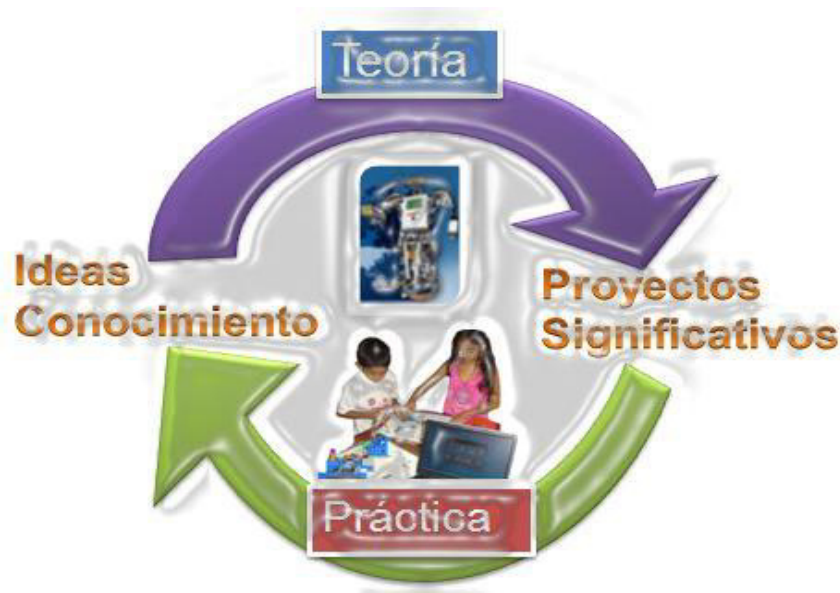 Teoría
Ideas
Conocimiento
Proyectos
Significativos
Práctica